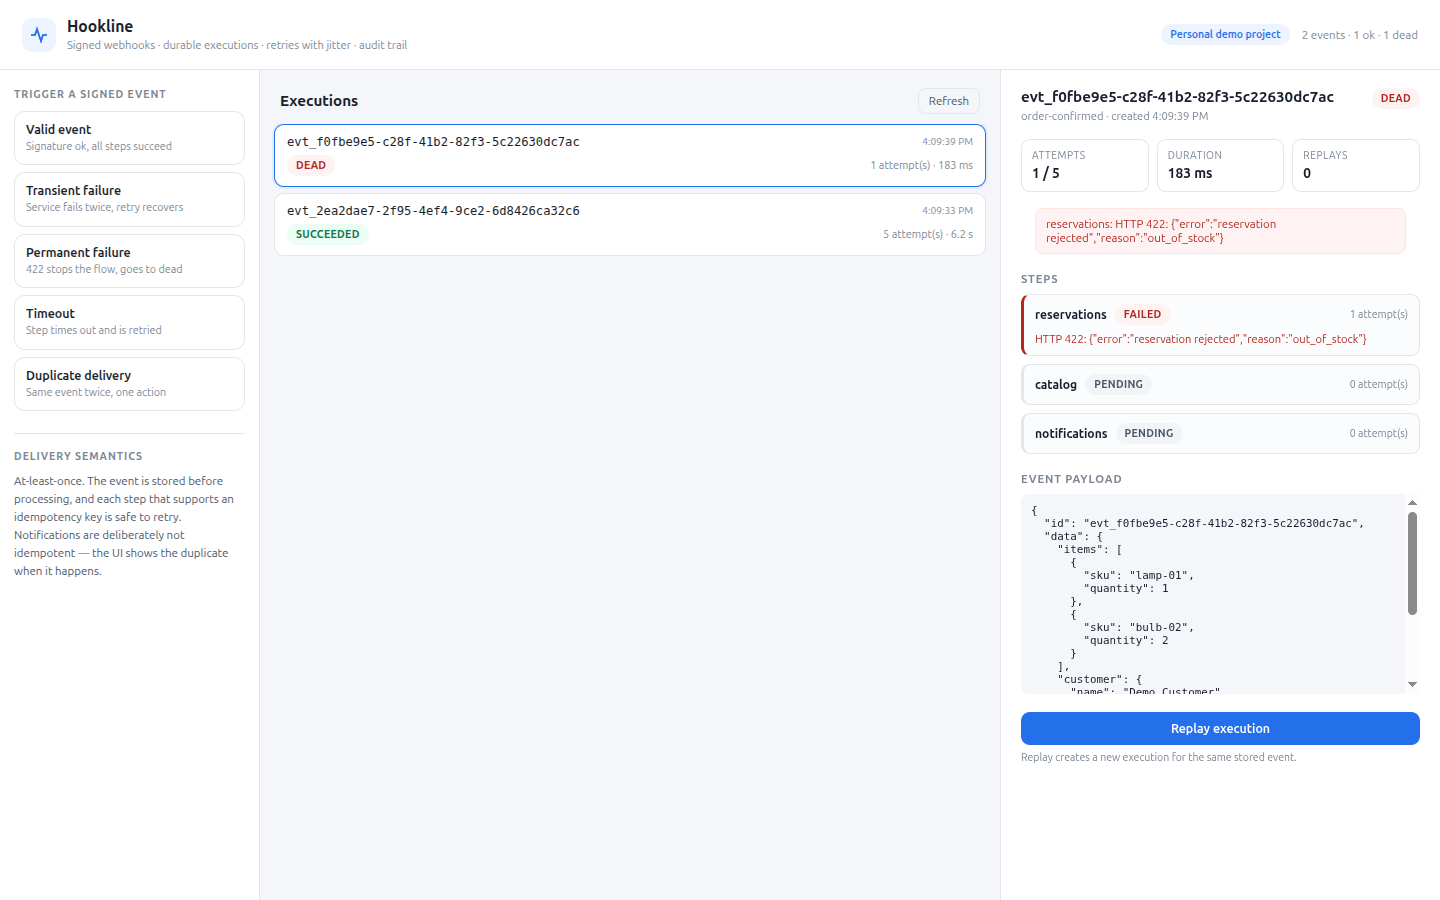 Hookline
Signed webhooks · durable executions · retries with jitter · audit trail
Personal demo project
2 events · 1 ok · 1 dead
TRIGGER A SIGNED EVENT
Valid event
Signature ok, all steps succeed
Transient failure
Service fails twice, retry recovers
Permanent failure
422 stops the flow, goes to dead
Timeout
Step times out and is retried
Duplicate delivery
Same event twice, one action
DELIVERY SEMANTICS
At-least-once. The event is stored before
processing, and each step that supports an
idempotency key is safe to retry.
Notifications are deliberately not
idempotent — the UI shows the duplicate
when it happens.
Executions
Refresh
evt_f0fbe9e5-c28f-41b2-82f3-5c22630dc7ac
4:09:39 PM
DEAD
1 attempt(s) · 183 ms
evt_2ea2dae7-2f95-4ef4-9ce2-6d8426ca32c6
4:09:33 PM
SUCCEEDED
5 attempt(s) · 6.2 s
evt_f0fbe9e5-c28f-41b2-82f3-5c22630dc7ac
DEAD
order-confirmed · created 4:09:39 PM
ATTEMPTS
1 / 5
DURATION
183 ms
REPLAYS
0
reservations: HTTP 422: {"error":"reservation
rejected","reason":"out_of_stock"}
STEPS
reservations
FAILED
1 attempt(s)
HTTP 422: {"error":"reservation rejected","reason":"out_of_stock"}
catalog
PENDING
0 attempt(s)
notifications
PENDING
0 attempt(s)
EVENT PAYLOAD
{
"id": "evt_f0fbe9e5-c28f-41b2-82f3-5c22630dc7ac",
"data": {
"items": [
{
"sku": "lamp-01",
"quantity": 1
},
{
"sku": "bulb-02",
"quantity": 2
}
],
"customer": {
"name": "Demo Customer"
Replay execution
Replay creates a new execution for the same stored event.